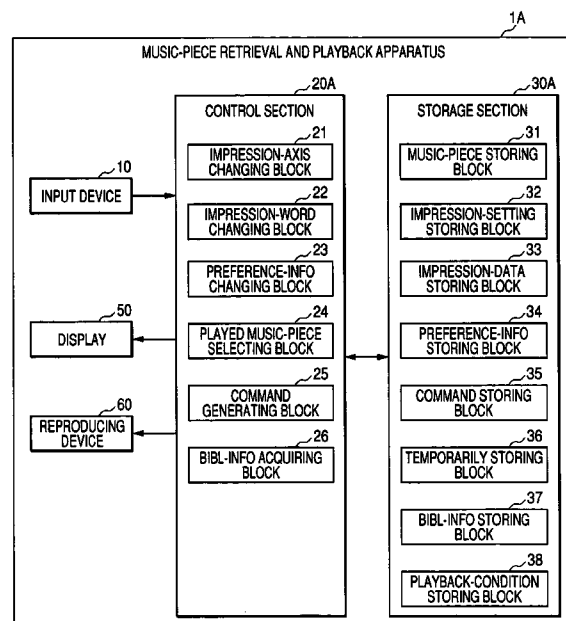 1A
MUSIC-PIECE RETRIEVAL AND PLAYBACK APPARATUS
10
INPUT DEVICE
50
DISPLAY
60
REPRODUCING
DEVICE
20A
CONTROL SECTION
21
IMPRESSION-AXIS
CHANGING BLOCK
22
IMPRESSION-WORD
CHANGING BLOCK
23
PREFERENCE-INFO
CHANGING BLOCK
24
PLAYED MUSIC-PIECE
SELECTING BLOCK
25
COMMAND
GENERATING BLOCK
26
BIBL-INFO ACQUIRING
BLOCK
30A
STORAGE SECTION
31
MUSIC-PIECE STORING
BLOCK
32
IMPRESSION-SETTING
STORING BLOCK
33
IMPRESSION-DATA
STORING BLOCK
34
PREFERENCE-INFO
STORING BLOCK
35
COMMAND STORING
BLOCK
36
TEMPORARILY STORING
BLOCK
37
BIBL-INFO STORING
BLOCK
38
PLAYBACK-CONDITION
STORING BLOCK